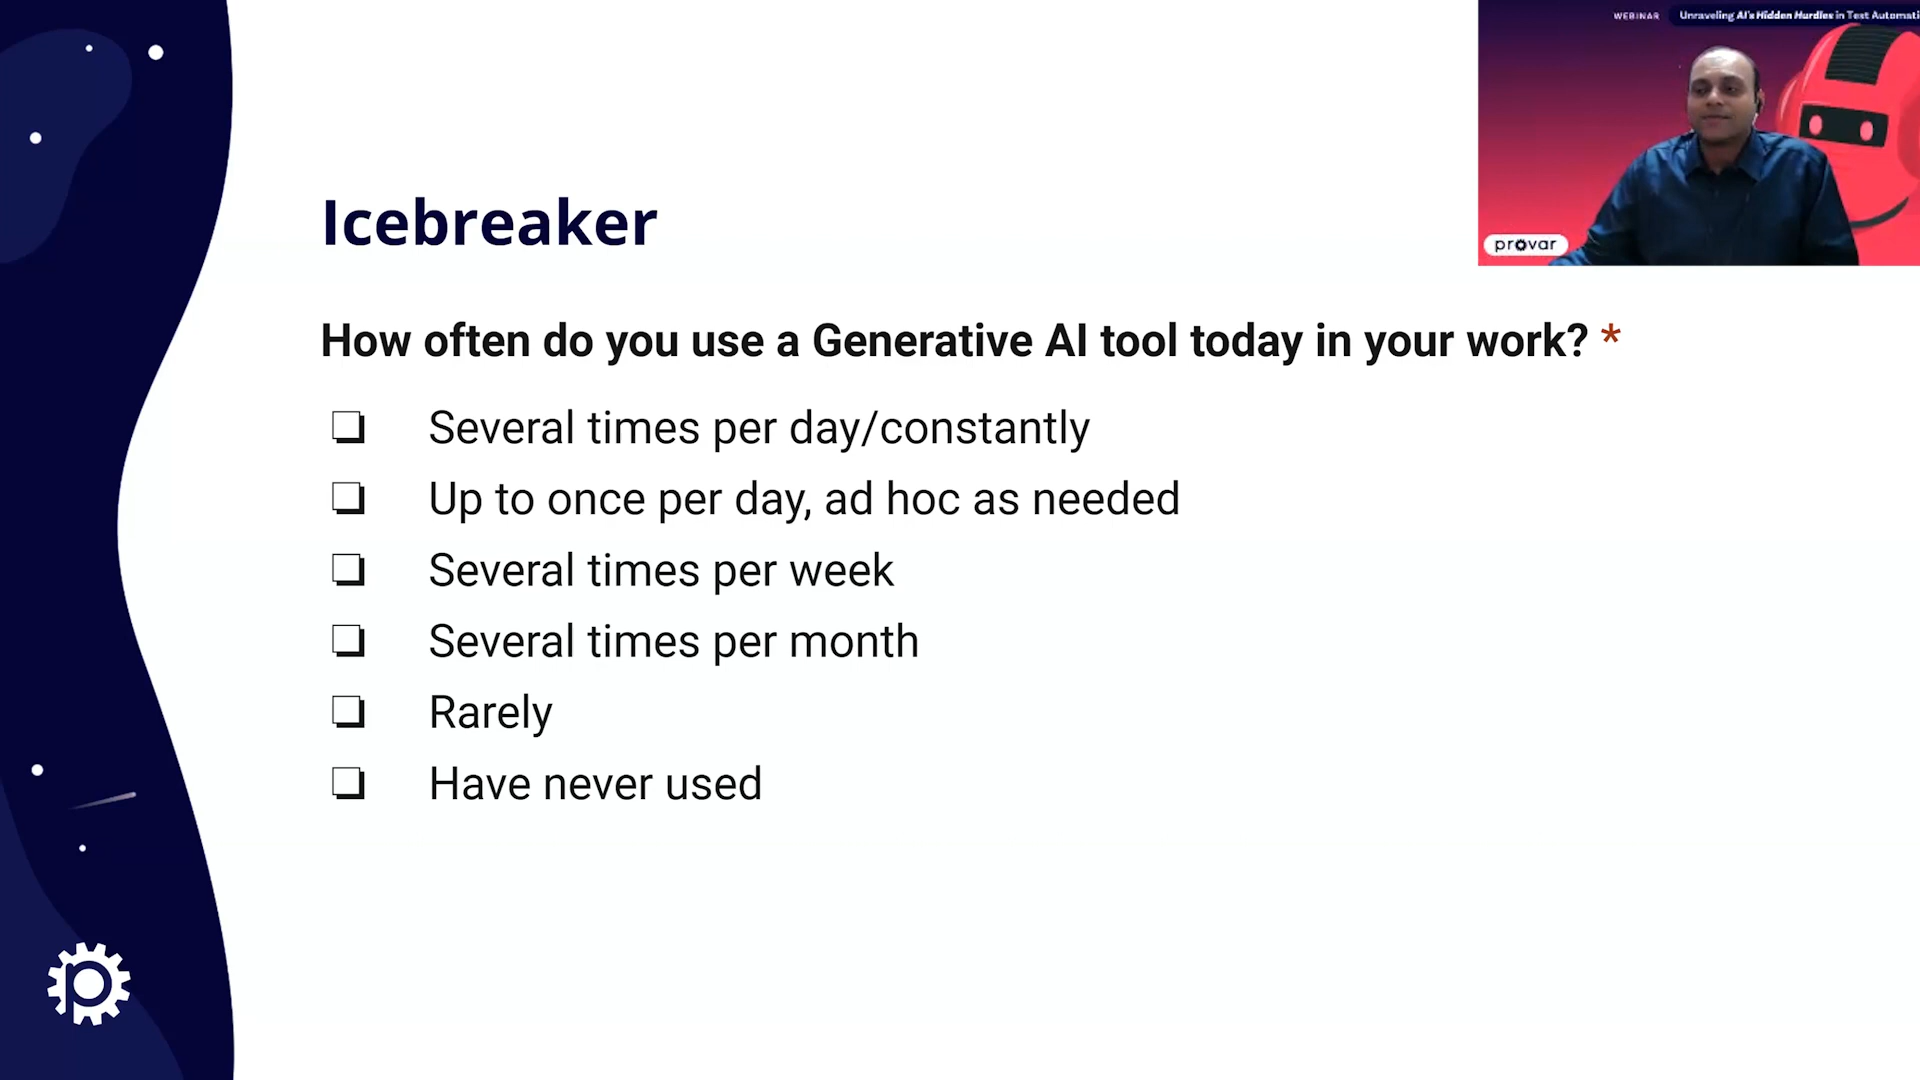 WEBINAR Unraveling AI's Hidden Hurdles in Test Automati
provar
Icebreaker
How often do you use a Generative AI tool today in your work? *
Several times per day/constantly
Up to once per day, ad hoc as needed
Several times per week
Several times per month
Rarely
Have never used